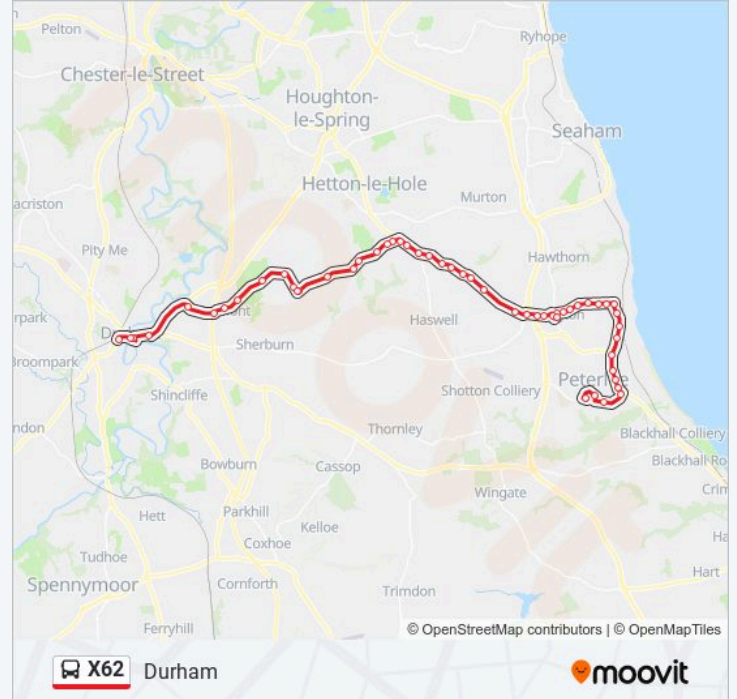 Pelton
Ryhope
Chester-le-Street
Houghton-
le-Spring
Seaham
Hetton-le-Hole
Murton
acriston
Pity Me
Hawthorn
rpark
Haswell
Sherburn
Broompark
Shincliffe
Shotton Colliery
Thornley
ndon
Blackhall Colliery
Bowburn
Cassop
Blackhall Ro
Wingate
Crim
Parkhill
Hett
Kelloe
Coxhoe
Ha
Tudhoe
Hart
Spennymoor
Cornforth
Trimdon
Ferryhill
© OpenStreetMap contributors | © OpenMapTiles
X62 Durham
moovit